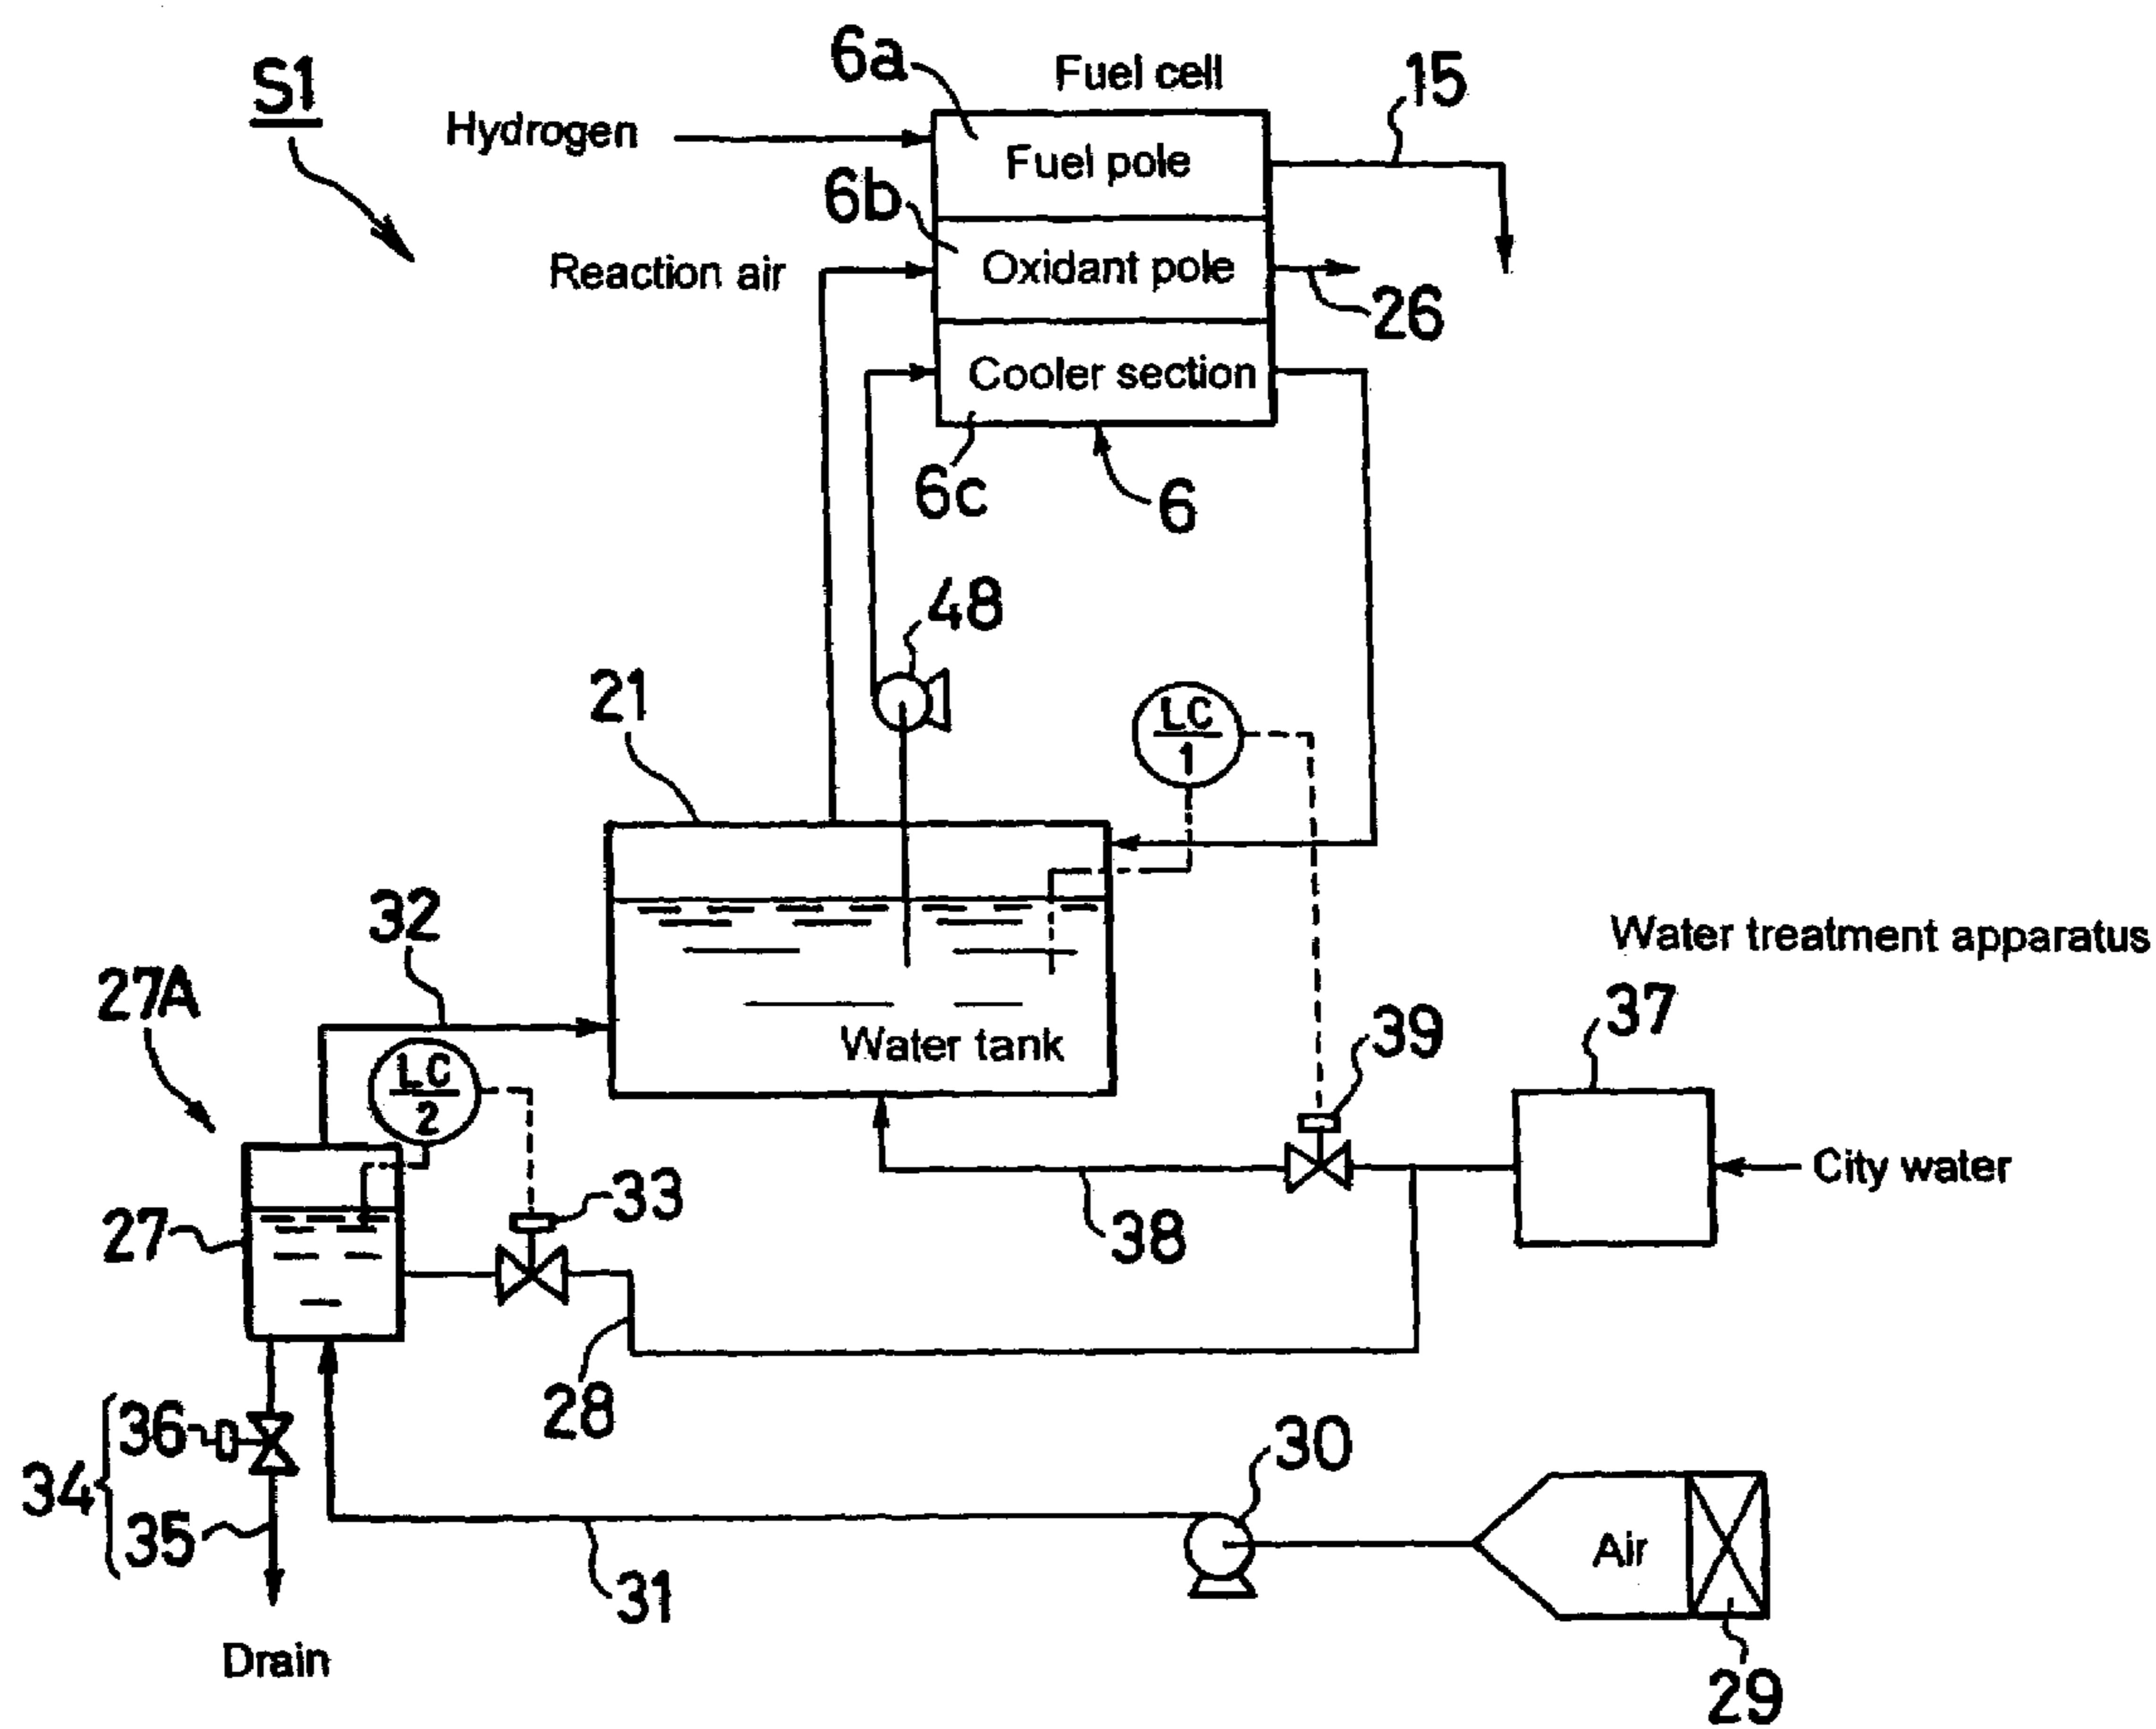 S1
6a
Fuel cell
15
Hydrogen
Fuel pole
6b
Reaction air
Oxidant pole
26
Cooler section
6c
6
48
21
LC
1
32
Water treatment apparatus
27A
37
39
Water tank
LC
2
City water
33
27
38
28
36
34
35
30
Air
31
Drain
29